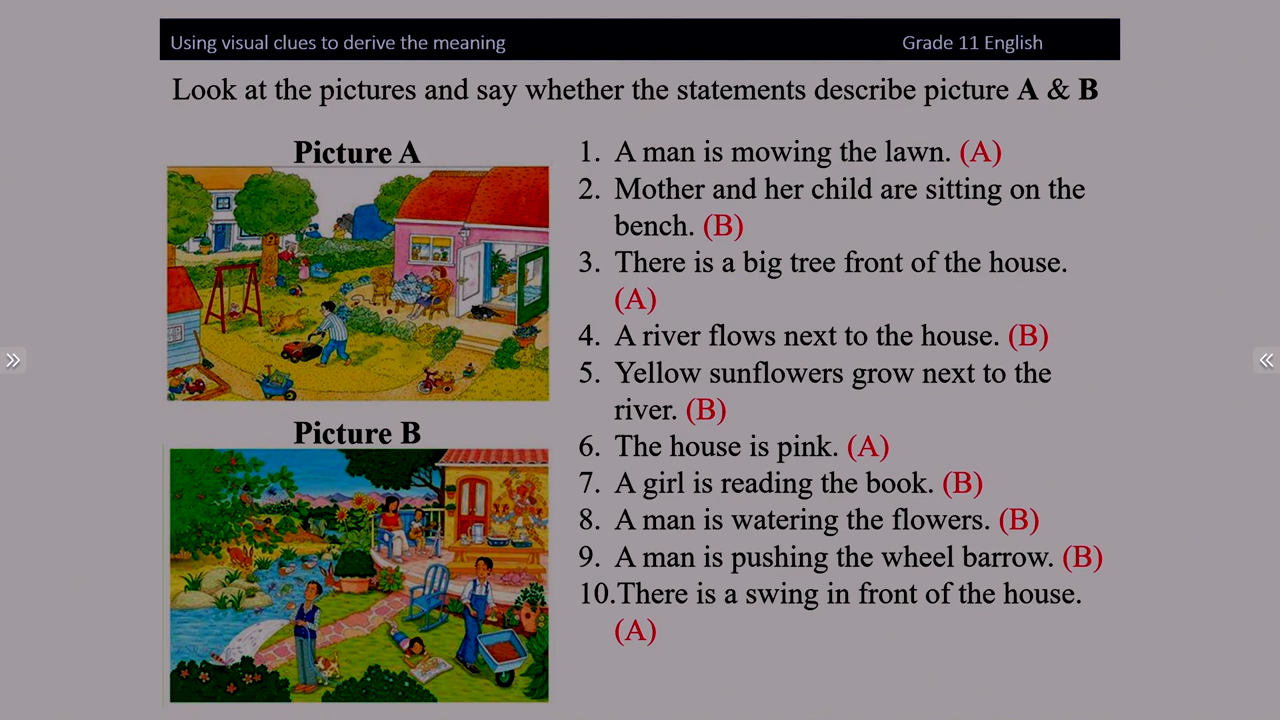 Using visual clues to derive the meaning
Grade 11 English
Look at the pictures and say whether the statements describe picture A & B
Picture A
Picture B
1. A man is mowing the lawn. (A)
2. Mother and her child are sitting on the
bench. (B)
3. There is a big tree front of the house.
(A)
4. A river flows next to the house. (B)
5. Yellow sunflowers grow next to the
river. (B)
6. The house is pink. (A)
7. A girl is reading the book. (B)
8. A man is watering the flowers. (B)
9. A man is pushing the wheel barrow. (B)
10.There is a swing in front of the house.
(A)